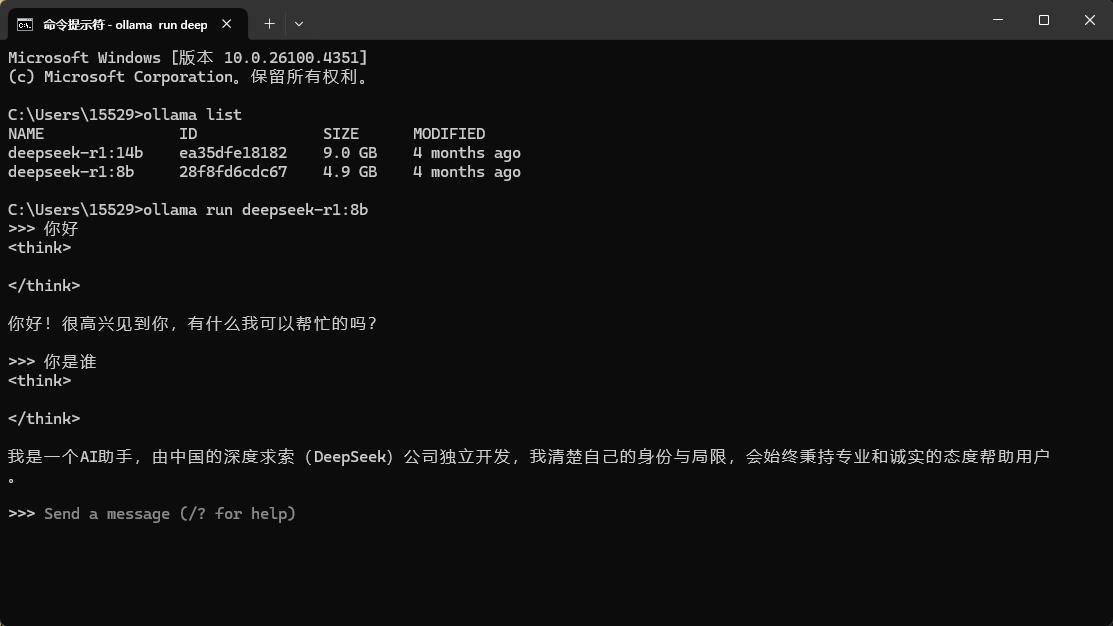 命令提示符 - ollama  run deep
Microsoft Windows [版本 10.0.26100.4351]
(c) Microsoft Corporation。保留所有权利。
C:\Users\15529>ollama list
NAME               ID              SIZE      MODIFIED
deepseek-r1:14b    ea35dfe18182    9.0 GB    4 months ago
deepseek-r1:8b     28f8fd6cdc67    4.9 GB    4 months ago
C:\Users\15529>ollama run deepseek-r1:8b
>>> 你好
<think>
</think>
你好！很高兴见到你，有什么我可以帮忙的吗？
>>> 你是谁
<think>
</think>
我是一个AI助手，由中国的深度求索（DeepSeek）公司独立开发，我清楚自己的身份与局限，会始终秉持专业和诚实的态度帮助用户
。
>>> Send a message (/? for help)